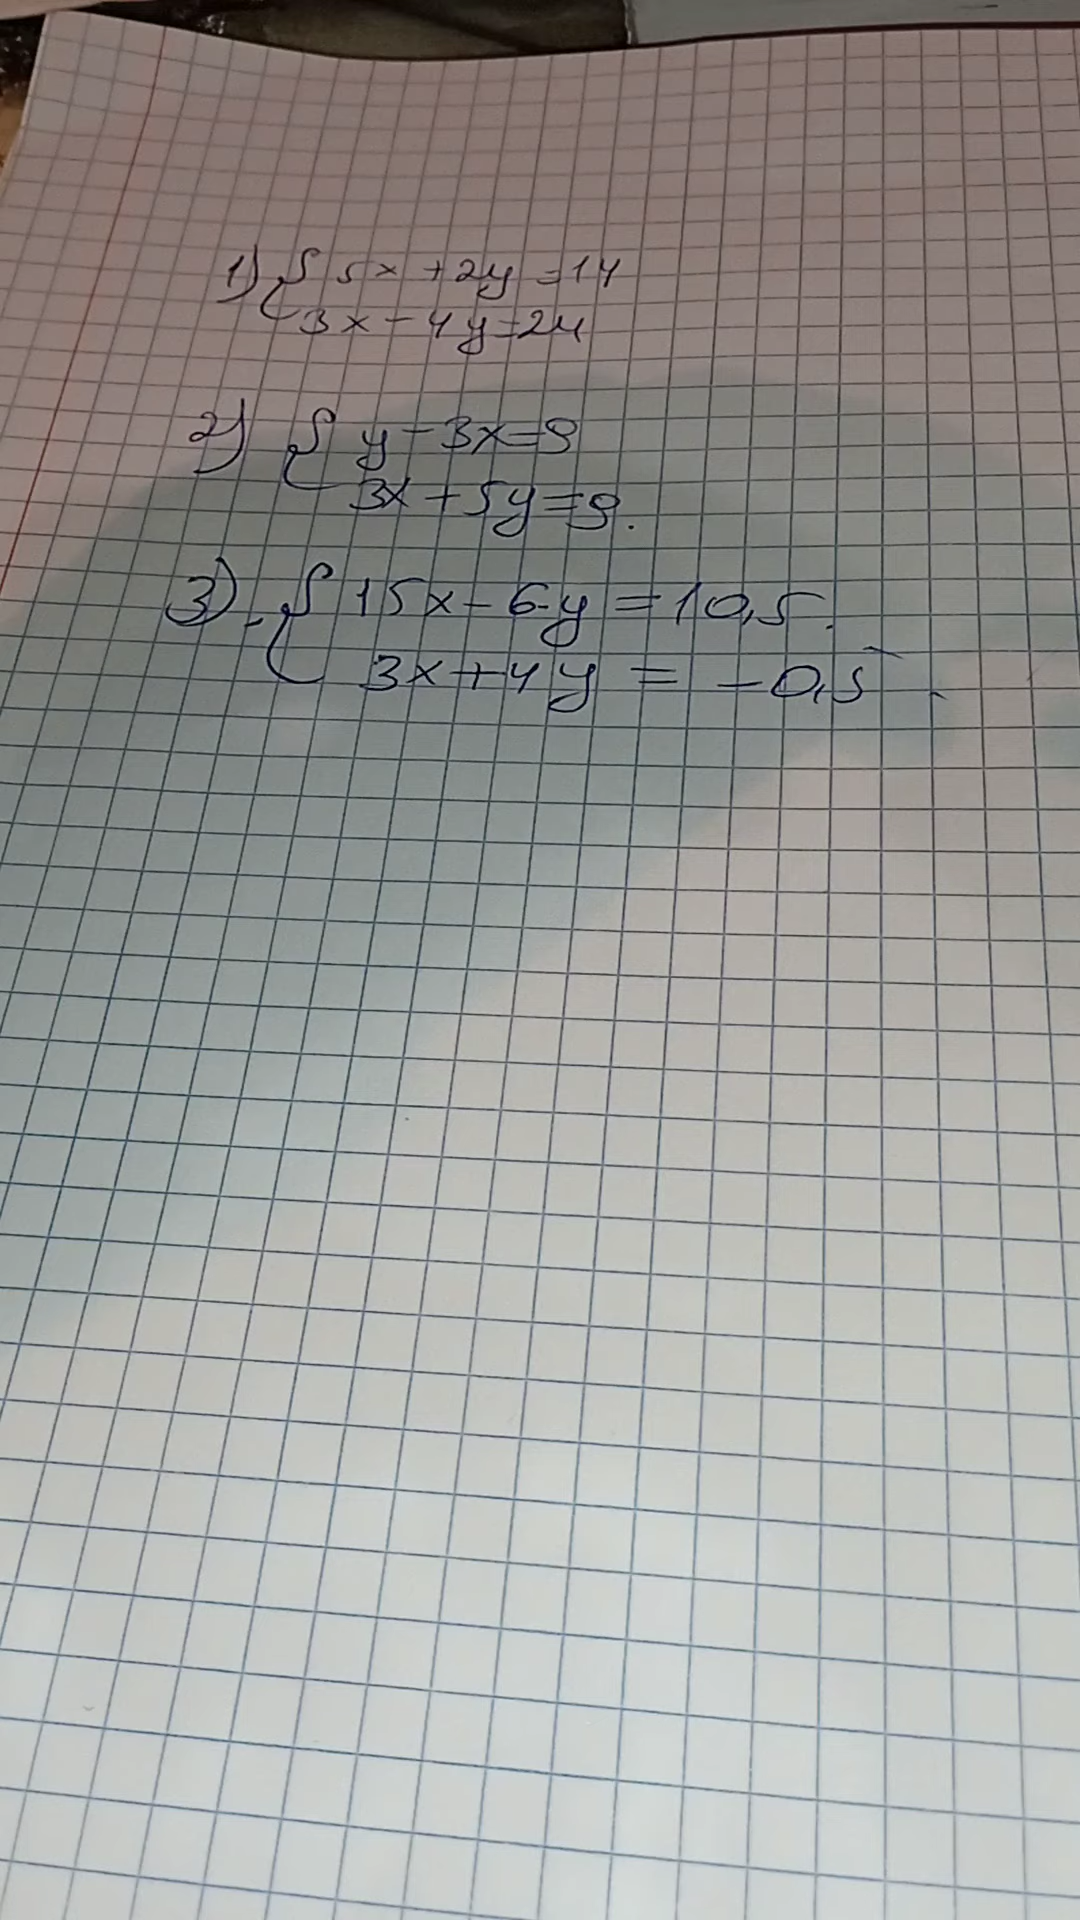 1) { 5x + 2y = 14
3x - 4y = 24
2) { y - 3x = 9
3x + 5y = 9.
3). { 15x - 6y = 10,5.
3x + 4y = -0,5.